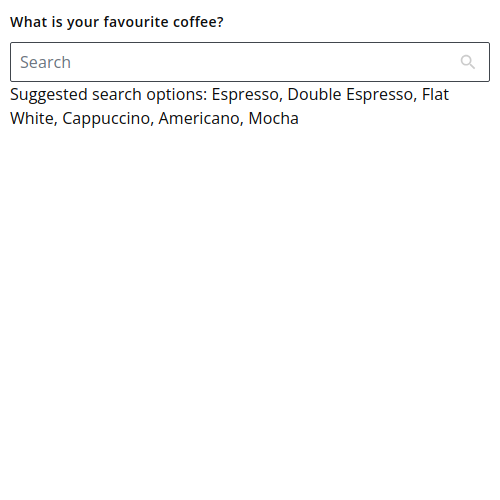 What is your favourite coffee?
Search
Suggested search options: Espresso, Double Espresso, Flat
White, Cappuccino, Americano, Mocha